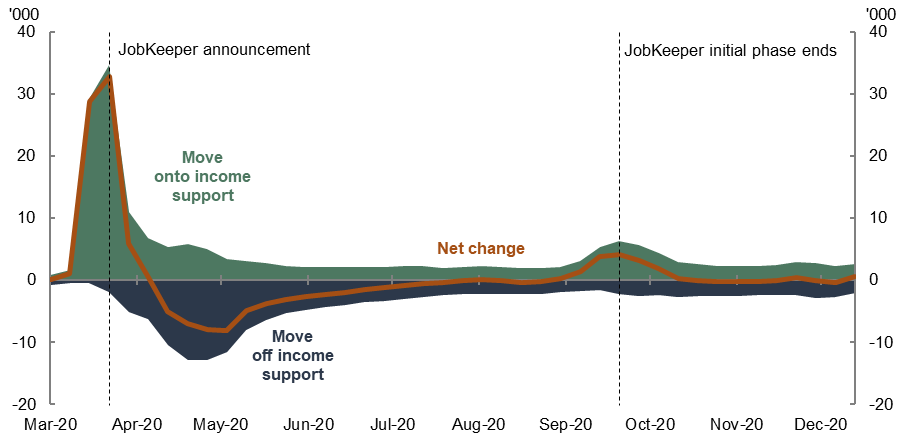 '000
'000
40
40
JobKeeper announcement
JobKeeper initial phase ends
30
30
20
20
Move
onto income
support
10
10
Net change
0
0
Move
off income
support
-10
-10
-20
-20
Mar-20
Apr-20
May-20
Jun-20
Jul-20
Aug-20
Sep-20
Oct-20
Nov-20
Dec-20